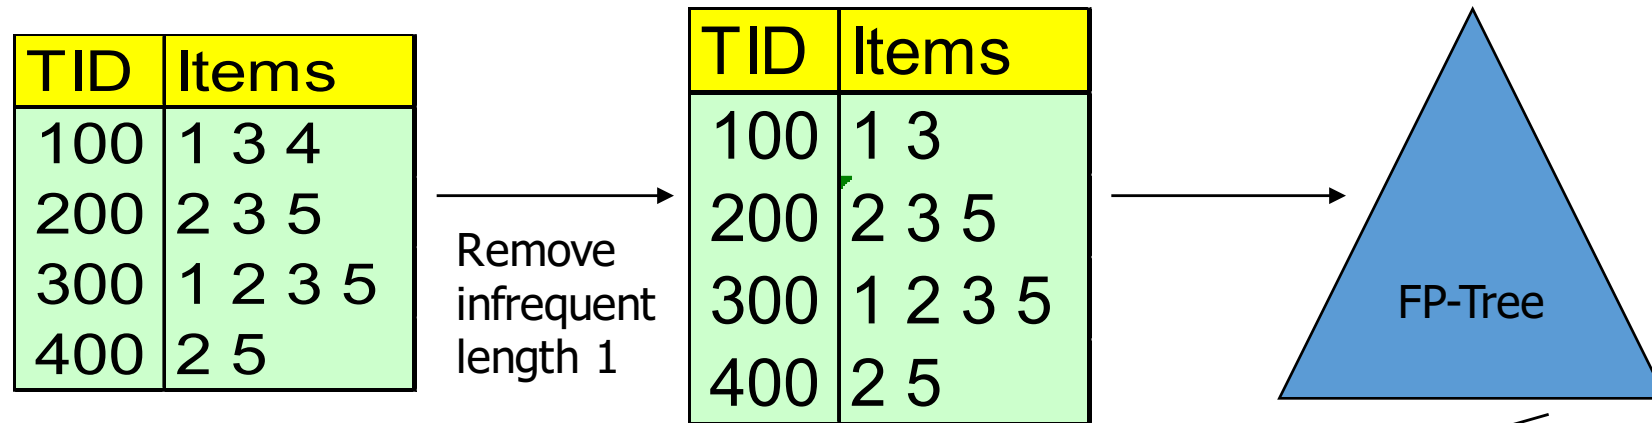 TID Items
100 1 3 4
200 2 3 5
300 1 2 3 5
400 2 5
Remove
infrequent
length 1
TID Items
100 1 3
200 2 3 5
300 1 2 3 5
400 2 5
FP-Tree